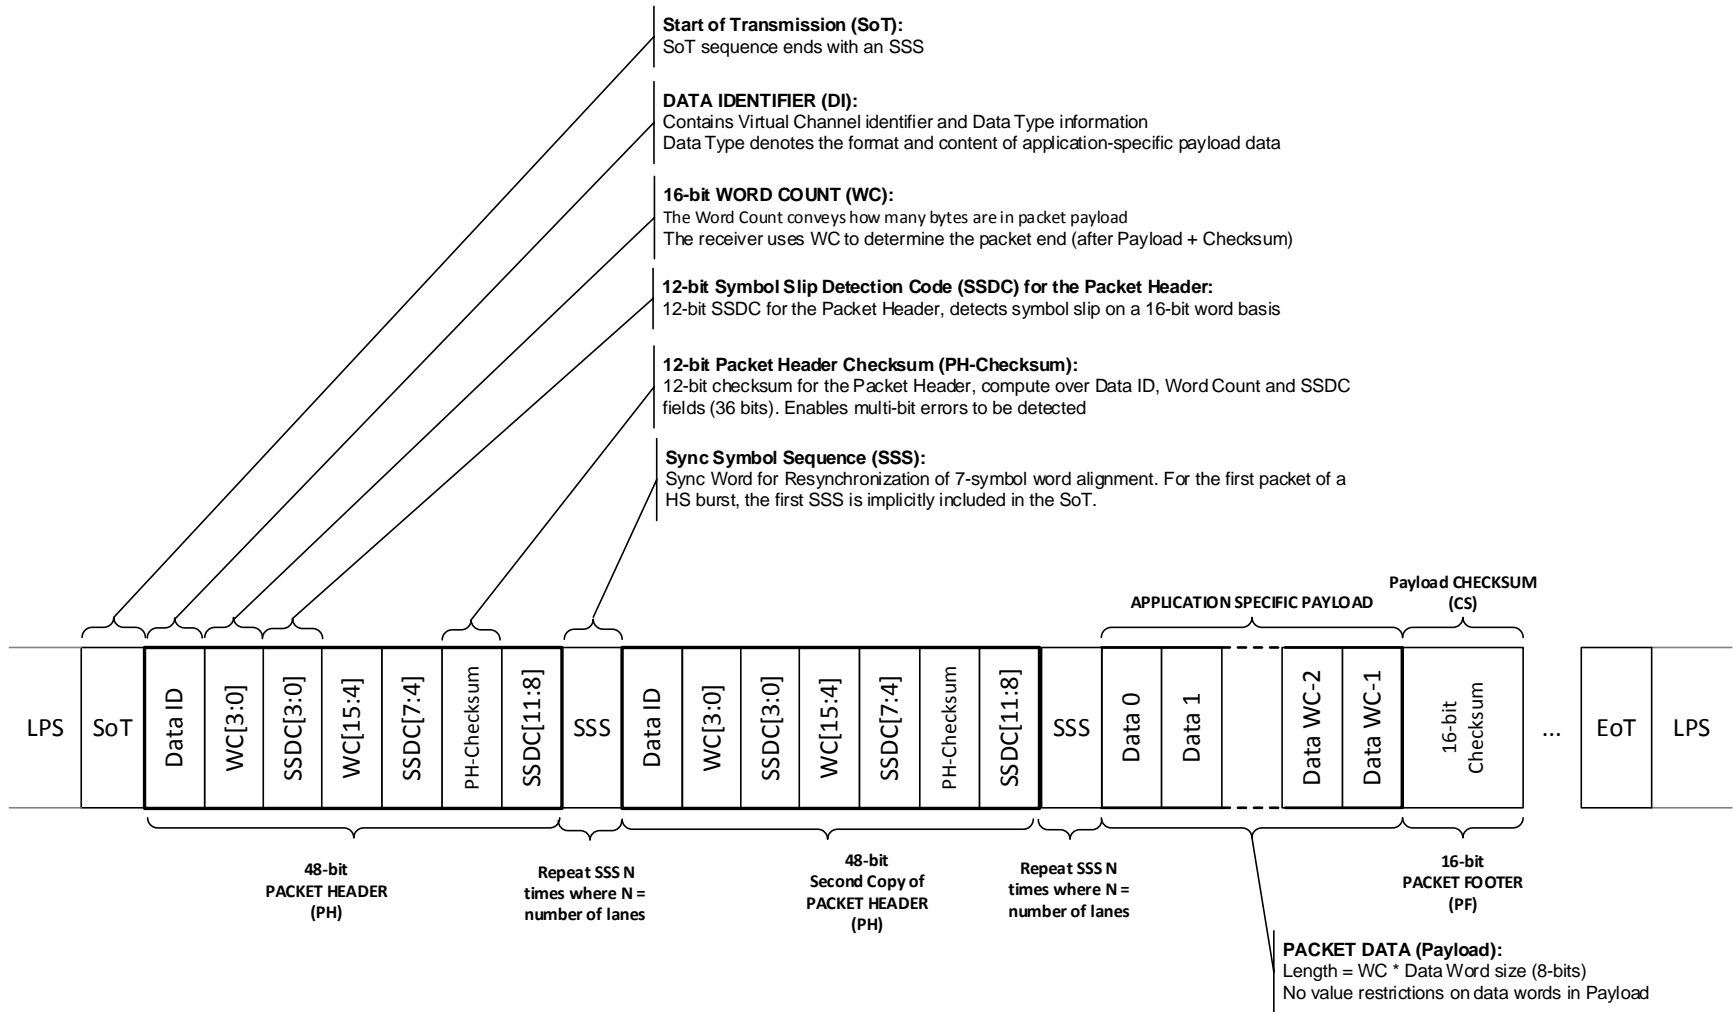 Start of Transmission (SoT):
SoT sequence ends with an SSS
DATA IDENTIFIER (DI):
Contains Virtual Channel identifier and Data Type information
Data Type denotes the format and content of application-specific payload data
16-bit WORD COUNT (WC):
The Word Count conveys how many bytes are in packet payload
The receiver uses WC to determine the packet end (after Payload + Checksum)
12-bit Symbol Slip Detection Code (SSDC) for the Packet Header:
12-bit SSDC for the Packet Header, detects symbol slip on a 16-bit word basis
12-bit Packet Header Checksum (PH-Checksum):
12-bit checksum for the Packet Header, compute over Data ID, Word Count and SSDC
fields (36 bits). Enables multi-bit errors to be detected
Sync Symbol Sequence (SSS):
Sync Word for Resynchronization of 7-symbol word alignment. For the first packet of a
HS burst, the first SSS is implicitly included in the SoT.
APPLICATION SPECIFIC PAYLOAD
Payload CHECKSUM
(CS)
LPS
SoT
Data ID
WC[3:0]
SSDC[3:0]
WC[15:4]
SSDC[7:4]
PH-Checksum
SSDC[11:8]
SSS
Data ID
WC[3:0]
SSDC[3:0]
WC[15:4]
SSDC[7:4]
PH-Checksum
SSDC[11:8]
SSS
Data 0
Data 1
Data WC-2
Data WC-1
16-bit
Checksum
...
EoT
LPS
48-bit
PACKET HEADER
(PH)
Repeat SSS N
times where N =
number of lanes
48-bit
Second Copy of
PACKET HEADER
(PH)
Repeat SSS N
times where N =
number of lanes
16-bit
PACKET FOOTER
(PF)
PACKET DATA (Payload):
Length = WC * Data Word size (8-bits)
No value restrictions on data words in Payload